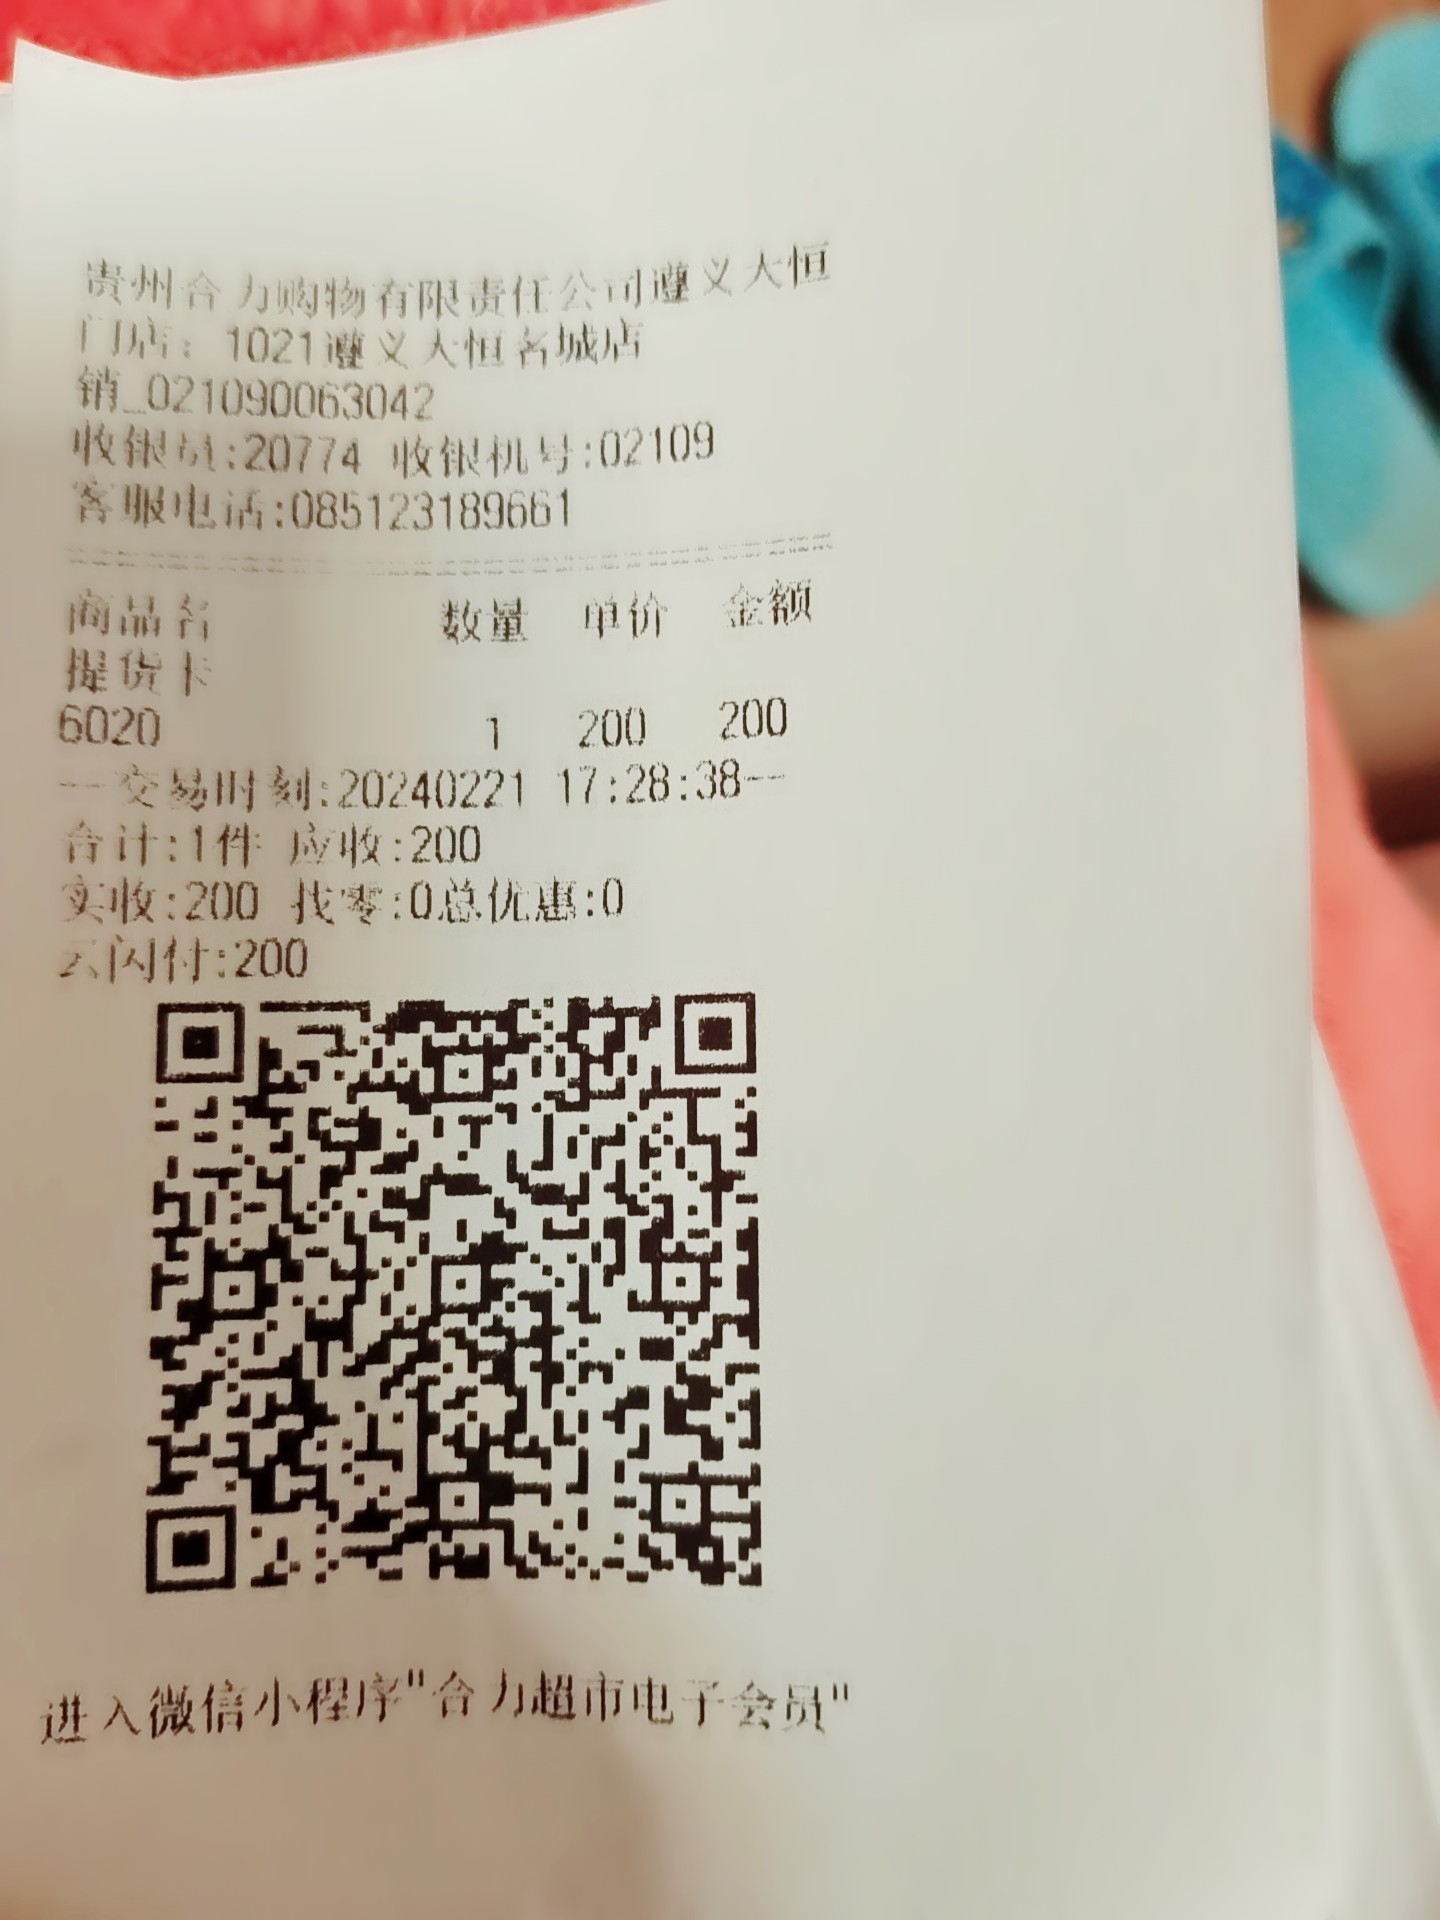 贵州合力购物有限责任公司遵义大恒
门店：1021遵义大恒名城店
销_021090063042
收银员:20774 收银机号:02109
客服电话:085123189661
商品名 数量 单价 金额
提货卡
6020 1 200 200
--交易时刻:20240221 17:28:38--
合计:1件 应收:200
实收:200 找零:0总优惠:0
云闪付:200
进入微信小程序"合力超市电子会员"